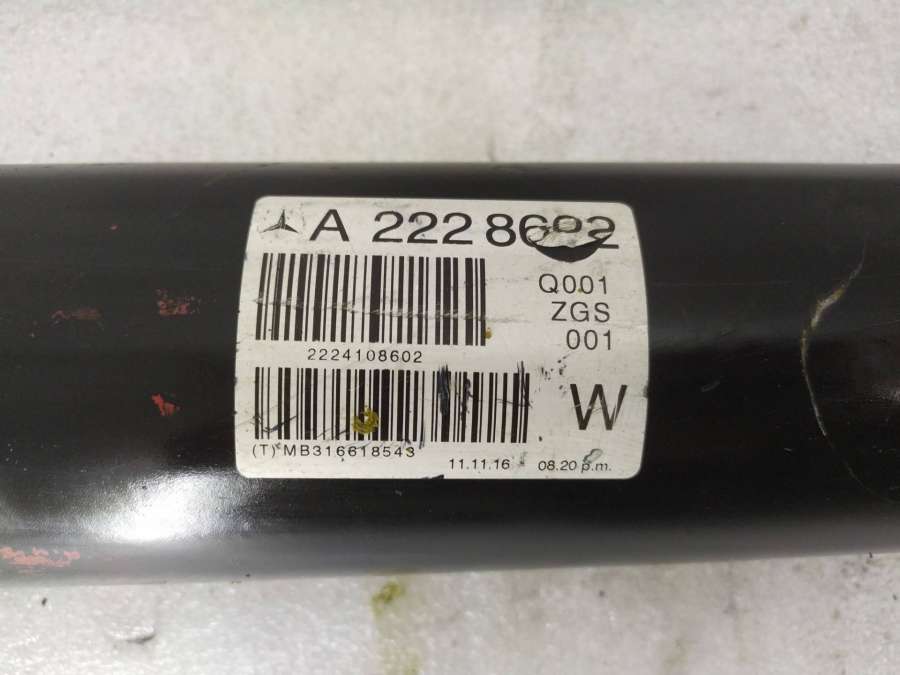 A 222 8602
Q001
ZGS
001
2224108602
W
(T) MB316618543
11.11.16 08.20 p.m.